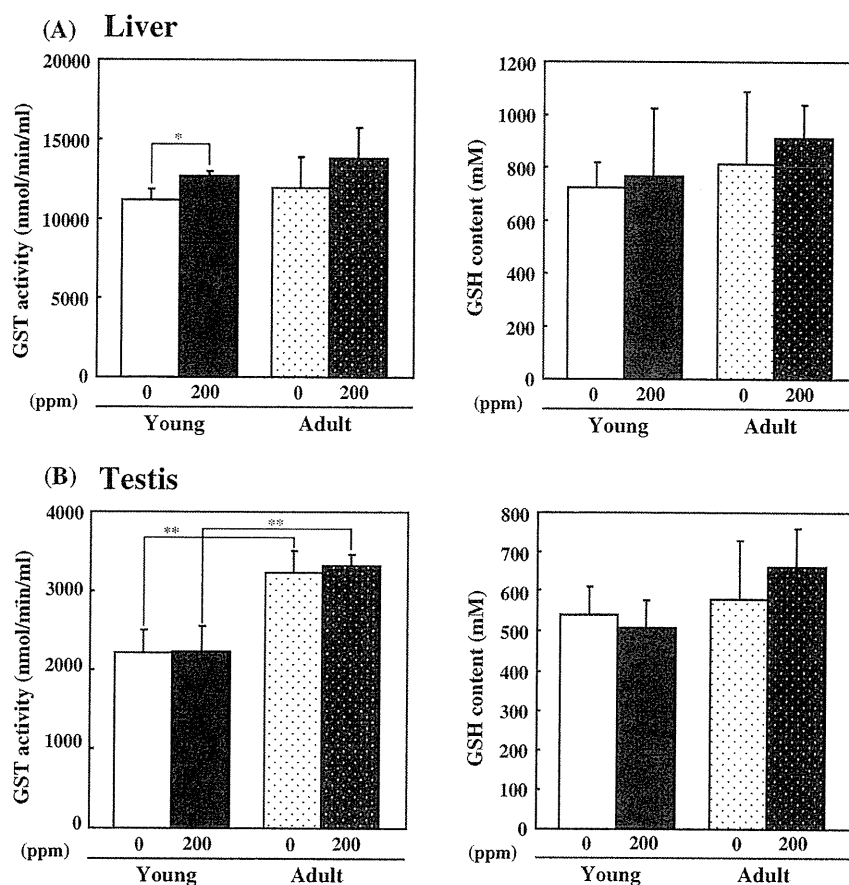 (A) Liver
GST activity (nmol/min/ml)
20000
15000
10000
5000
0
*
0 200 0 200
(ppm)
Young Adult
GSH content (mM)
1200
1000
800
600
400
200
0
0 200 0 200
(ppm)
Young Adult
(B) Testis
GST activity (nmol/min/ml)
4000
3000
2000
1000
0
** **
0 200 0 200
(ppm)
Young Adult
GSH content (mM)
800
700
600
500
400
300
200
100
0
0 200 0 200
(ppm)
Young Adult